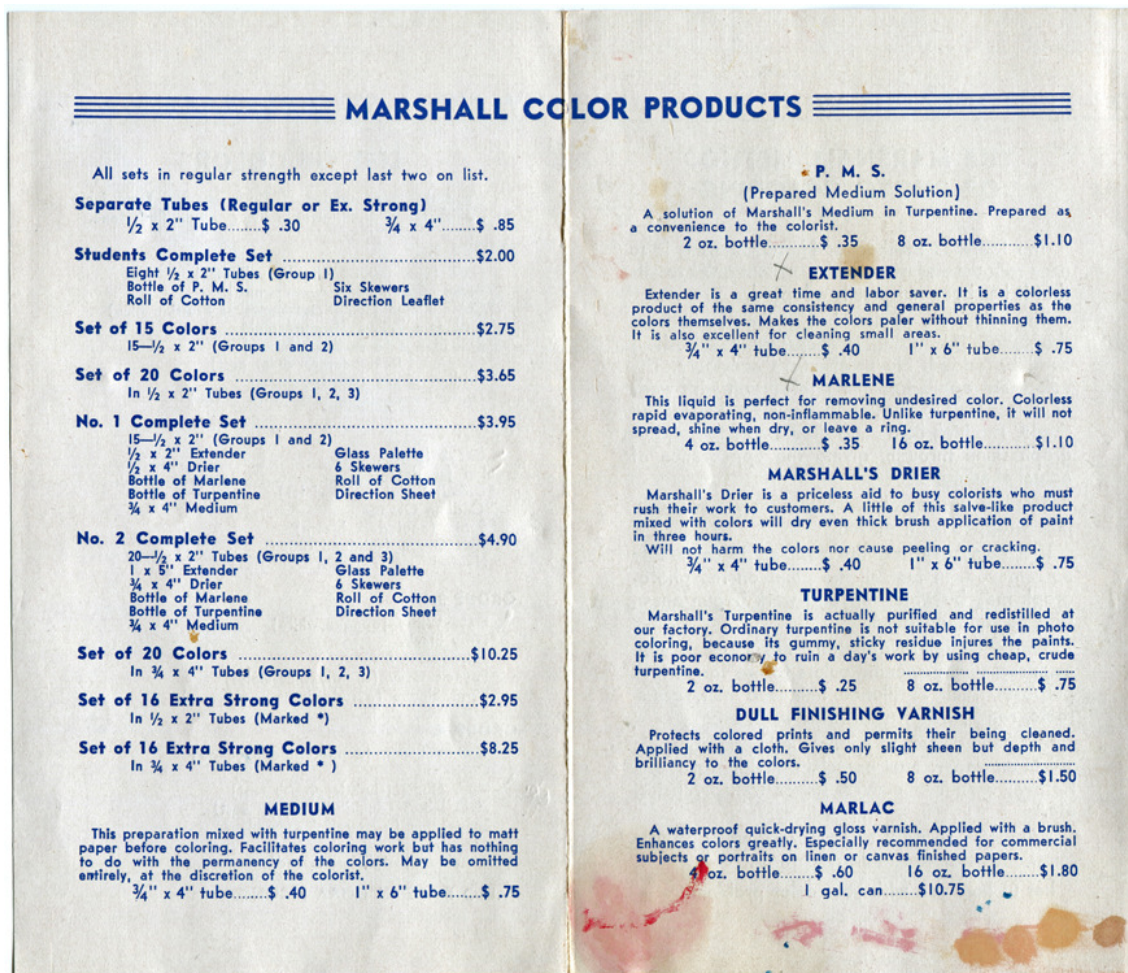 MARSHALL COLOR PRODUCTS
All sets in regular strength except last two on list.
Separate Tubes (Regular or Ex. Strong)
½ x 2" Tube.......$ .30 ¾ x 4"........$ .85
Students Complete Set ...............................$2.00
Eight ½ x 2" Tubes (Group I)
Bottle of P. M. S. Six Skewers
Roll of Cotton Direction Leaflet
Set of 15 Colors ........................................$2.75
15—½ x 2" (Groups I and 2)
Set of 20 Colors ......................................$3.65
In ½ x 2" Tubes (Groups I, 2, 3)
No. 1 Complete Set ...................................$3.95
15—½ x 2" (Groups I and 2)
½ x 2" Extender Glass Palette
½ x 4" Drier 6 Skewers
Bottle of Marlene Roll of Cotton
Bottle of Turpentine Direction Sheet
¾ x 4" Medium
No. 2 Complete Set ...................................$4.90
20—½ x 2" Tubes (Groups I, 2 and 3)
I x 5" Extender Glass Palette
¾ x 4" Drier 6 Skewers
Bottle of Marlene Roll of Cotton
Bottle of Turpentine Direction Sheet
¾ x 4" Medium
Set of 20 Colors .....................................$10.25
In ¾ x 4" Tubes (Groups I, 2, 3)
Set of 16 Extra Strong Colors ....................$2.95
In ½ x 2" Tubes (Marked *)
Set of 16 Extra Strong Colors .....................$8.25
In ¾ x 4" Tubes (Marked * )
MEDIUM
This preparation mixed with turpentine may be applied to matt
paper before coloring. Facilitates coloring work but has nothing
to do with the permanency of the colors. May be omitted
entirely, at the discretion of the colorist.
¾" x 4" tube........$ .40 I" x 6" tube.......$ .75
P. M. S.
(Prepared Medium Solution)
A solution of Marshall's Medium in Turpentine. Prepared as
a convenience to the colorist.
2 oz. bottle..........$ .35 8 oz. bottle............$1.10
EXTENDER
Extender is a great time and labor saver. It is a colorless
product of the same consistency and general properties as the
colors themselves. Makes the colors paler without thinning them.
It is also excellent for cleaning small areas.
¾" x 4" tube.......$ .40 I" x 6" tube.......$ .75
MARLENE
This liquid is perfect for removing undesired color. Colorless
rapid evaporating, non-inflammable. Unlike turpentine, it will not
spread, shine when dry, or leave a ring.
4 oz. bottle..........$ .35 16 oz. bottle...........$1.10
MARSHALL'S DRIER
Marshall's Drier is a priceless aid to busy colorists who must
rush their work to customers. A little of this salve-like product
mixed with colors will dry even thick brush application of paint
in three hours.
Will not harm the colors nor cause peeling or cracking.
¾" x 4" tube.......$ .40 I" x 6" tube.......$ .75
TURPENTINE
Marshall's Turpentine is actually purified and redistilled at
our factory. Ordinary turpentine is not suitable for use in photo
coloring, because its gummy, sticky residue injures the paints.
It is poor economy to ruin a day's work by using cheap, crude
turpentine.
2 oz. bottle.........$ .25 8 oz. bottle.........$ .75
DULL FINISHING VARNISH
Protects colored prints and permits their being cleaned.
Applied with a cloth. Gives only slight sheen but depth and
brilliancy to the colors.
2 oz. bottle..........$ .50 8 oz. bottle.........$1.50
MARLAC
A waterproof quick-drying gloss varnish. Applied with a brush.
Enhances colors greatly. Especially recommended for commercial
subjects or portraits on linen or canvas finished papers.
4 oz. bottle........$ .60 16 oz. bottle.......$1.80
I gal. can.......$10.75